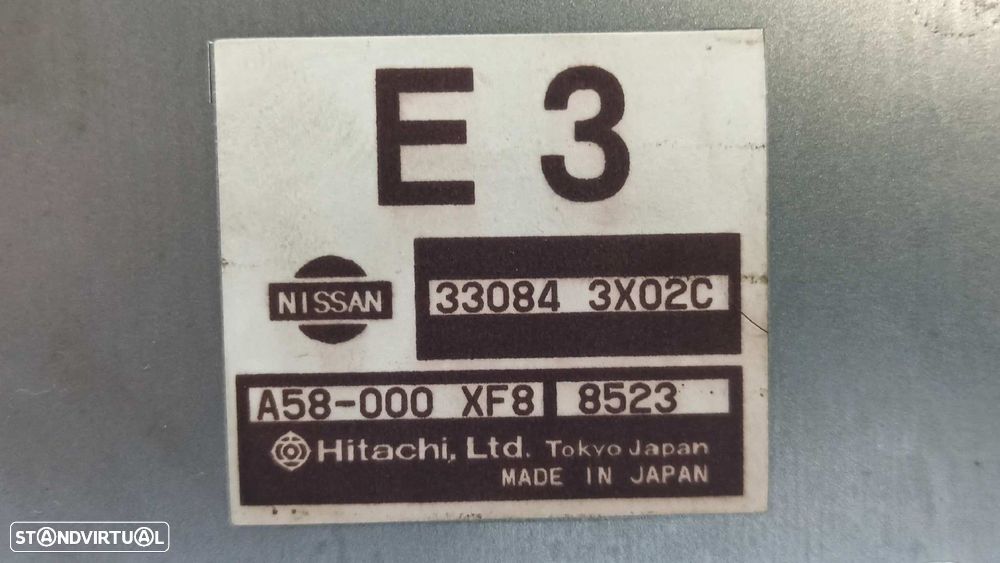 E 3
NISSAN
33084 3X02C
A58-000 XF8 8523
Hitachi, Ltd. Tokyo Japan
MADE IN JAPAN
STANDVIRTUAL